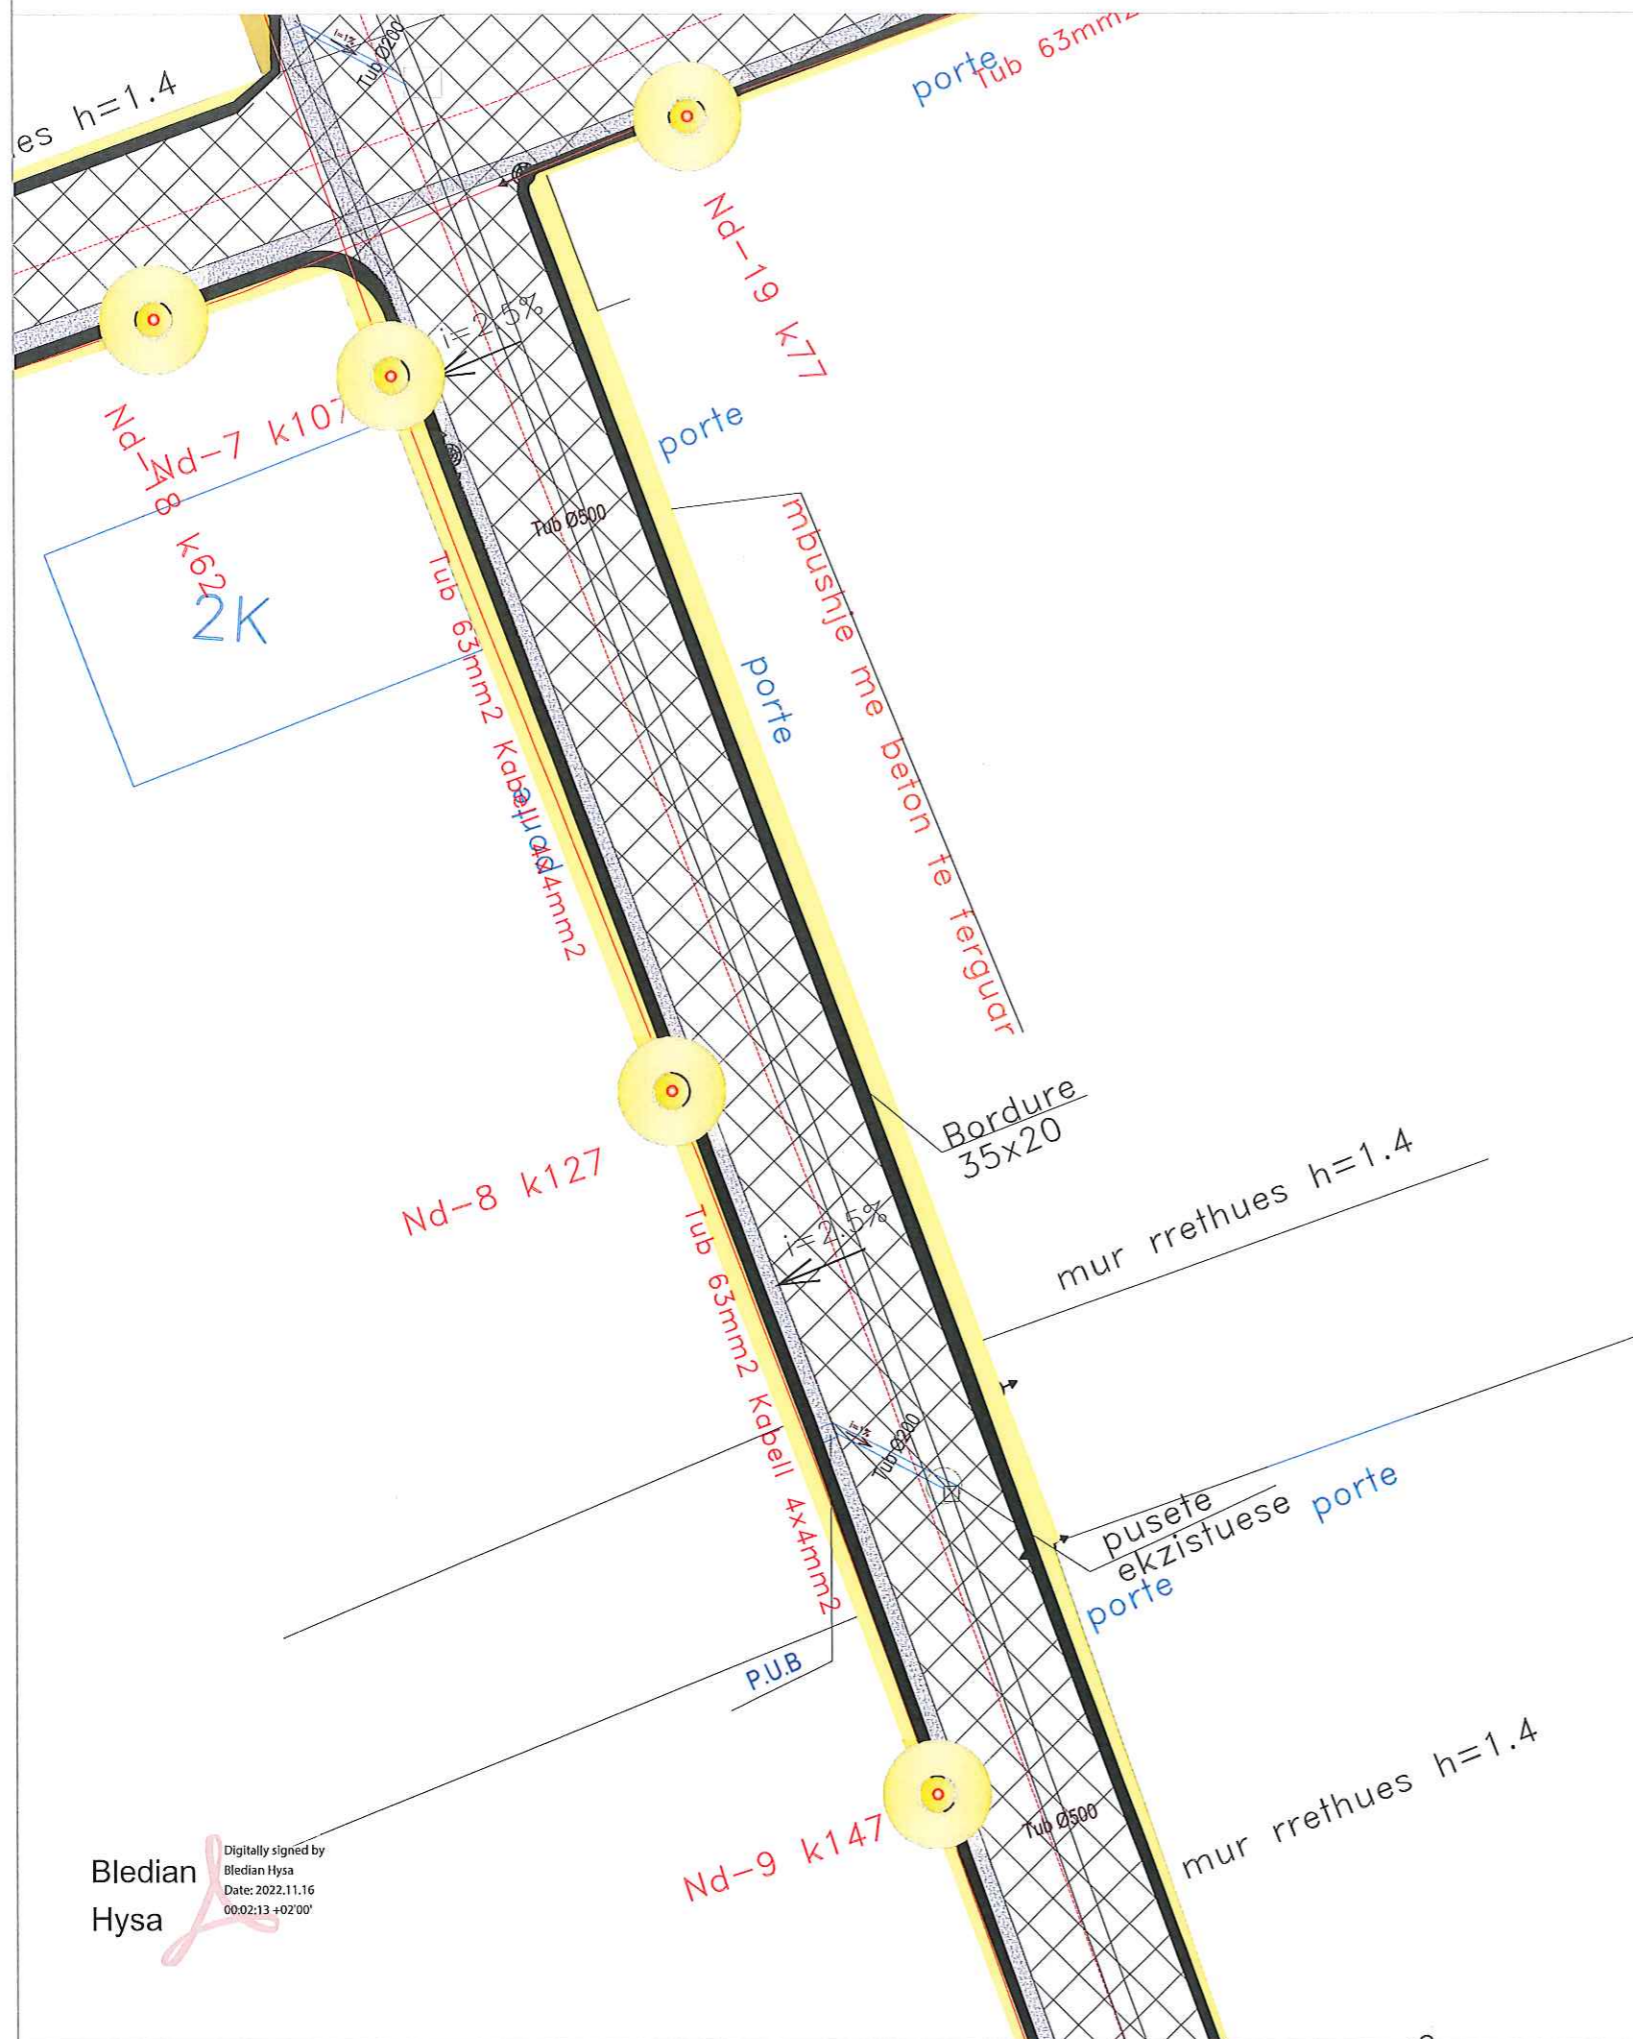 i=1%
Tub Ø200
porte
Tub 63mm2
es h=1.4
Nd-19 k77
i=2.5%
Nd-18 k62
Nd-7 k107
porte
Tub Ø500
2K
mbushje me beton te ferguar
Tub 63mm2 Kabell 4x4mm2
porte
porte
Bordure
35x20
mur rrethues h=1.4
Nd-8 k127
i=2.5%
Tub 63mm2 Kabell 4x4mm2
i=1%
Tub Ø200
pusete
ekzistuese
porte
porte
P.U.B
mur rrethues h=1.4
Tub Ø500
Nd-9 k147
Bledian
Hysa
Digitally signed by
Bledian Hysa
Date: 2022.11.16
00:02:13 +02'00'